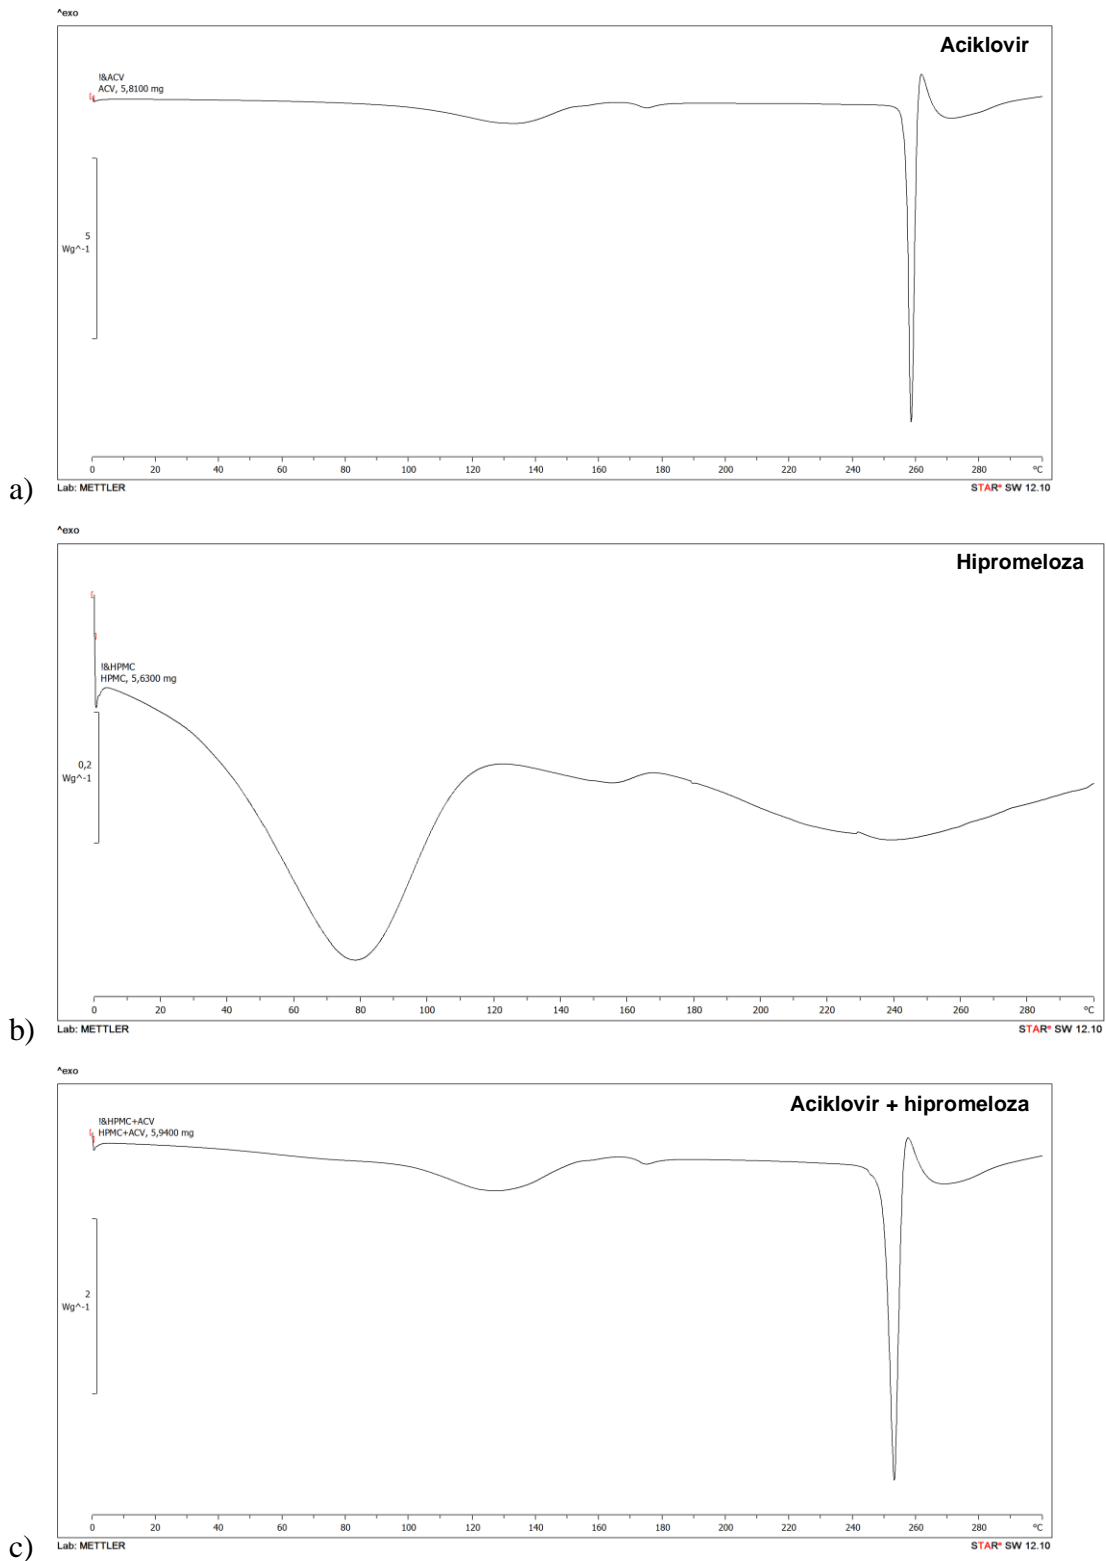 ^exo
Aciklovir
!&ACV
ACV, 5,8100 mg
5
Wg^-1
0 20 40 60 80 100 120 140 160 180 200 220 240 260 280 °C
a)
Lab: METTLER
STARᵉ SW 12.10
^exo
Hipromeloza
!&HPMC
HPMC, 5,6300 mg
0,2
Wg^-1
0 20 40 60 80 100 120 140 160 180 200 220 240 260 280 °C
b)
Lab: METTLER
STARᵉ SW 12.10
^exo
Aciklovir + hipromeloza
!&HPMC+ACV
HPMC+ACV, 5,9400 mg
2
Wg^-1
0 20 40 60 80 100 120 140 160 180 200 220 240 260 280 °C
c)
Lab: METTLER
STARᵉ SW 12.10